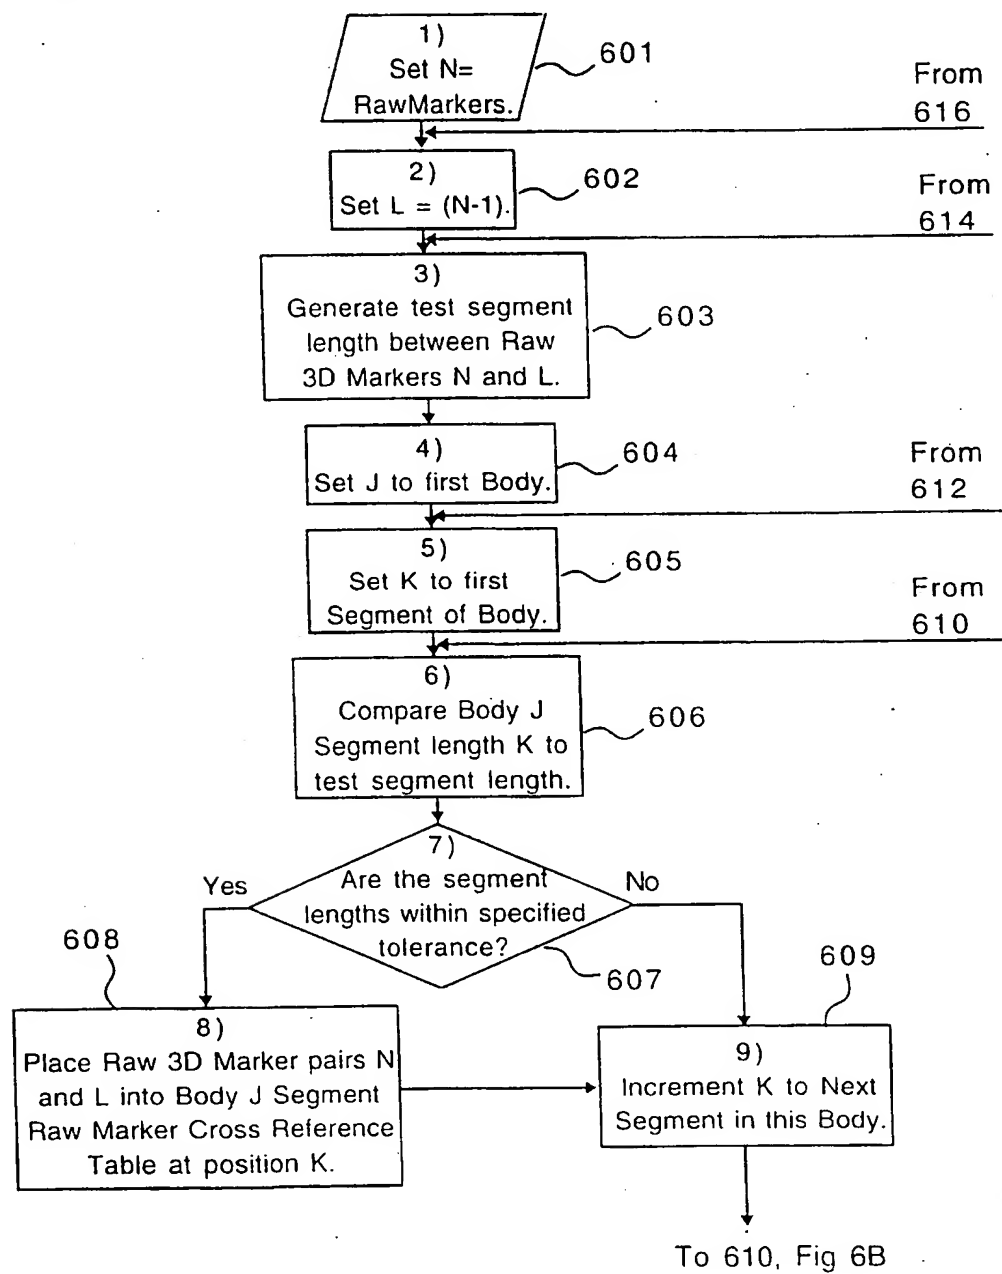 1)
Set N=
RawMarkers.
601
From
616
2)
Set L = (N-1).
602
From
614
3)
Generate test segment
length between Raw
3D Markers N and L.
603
4)
Set J to first Body.
604
From
612
5)
Set K to first
Segment of Body.
605
From
610
6)
Compare Body J
Segment length K to
test segment length.
606
7)
Are the segment
lengths within specified
tolerance?
Yes
No
607
608
8)
Place Raw 3D Marker pairs N
and L into Body J Segment
Raw Marker Cross Reference
Table at position K.
609
9)
Increment K to Next
Segment in this Body.
To 610, Fig 6B